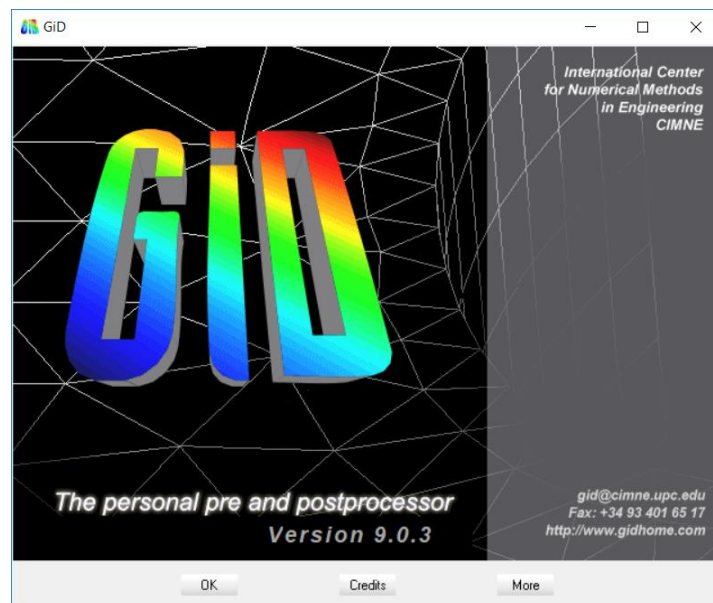 GiD
International Center
for Numerical Methods
in Engineering
CIMNE
GiD
The personal pre and postprocessor
Version 9.0.3
gid@cimne.upc.edu
Fax: +34 93 401 65 17
http://www.gidhome.com
OK
Credits
More